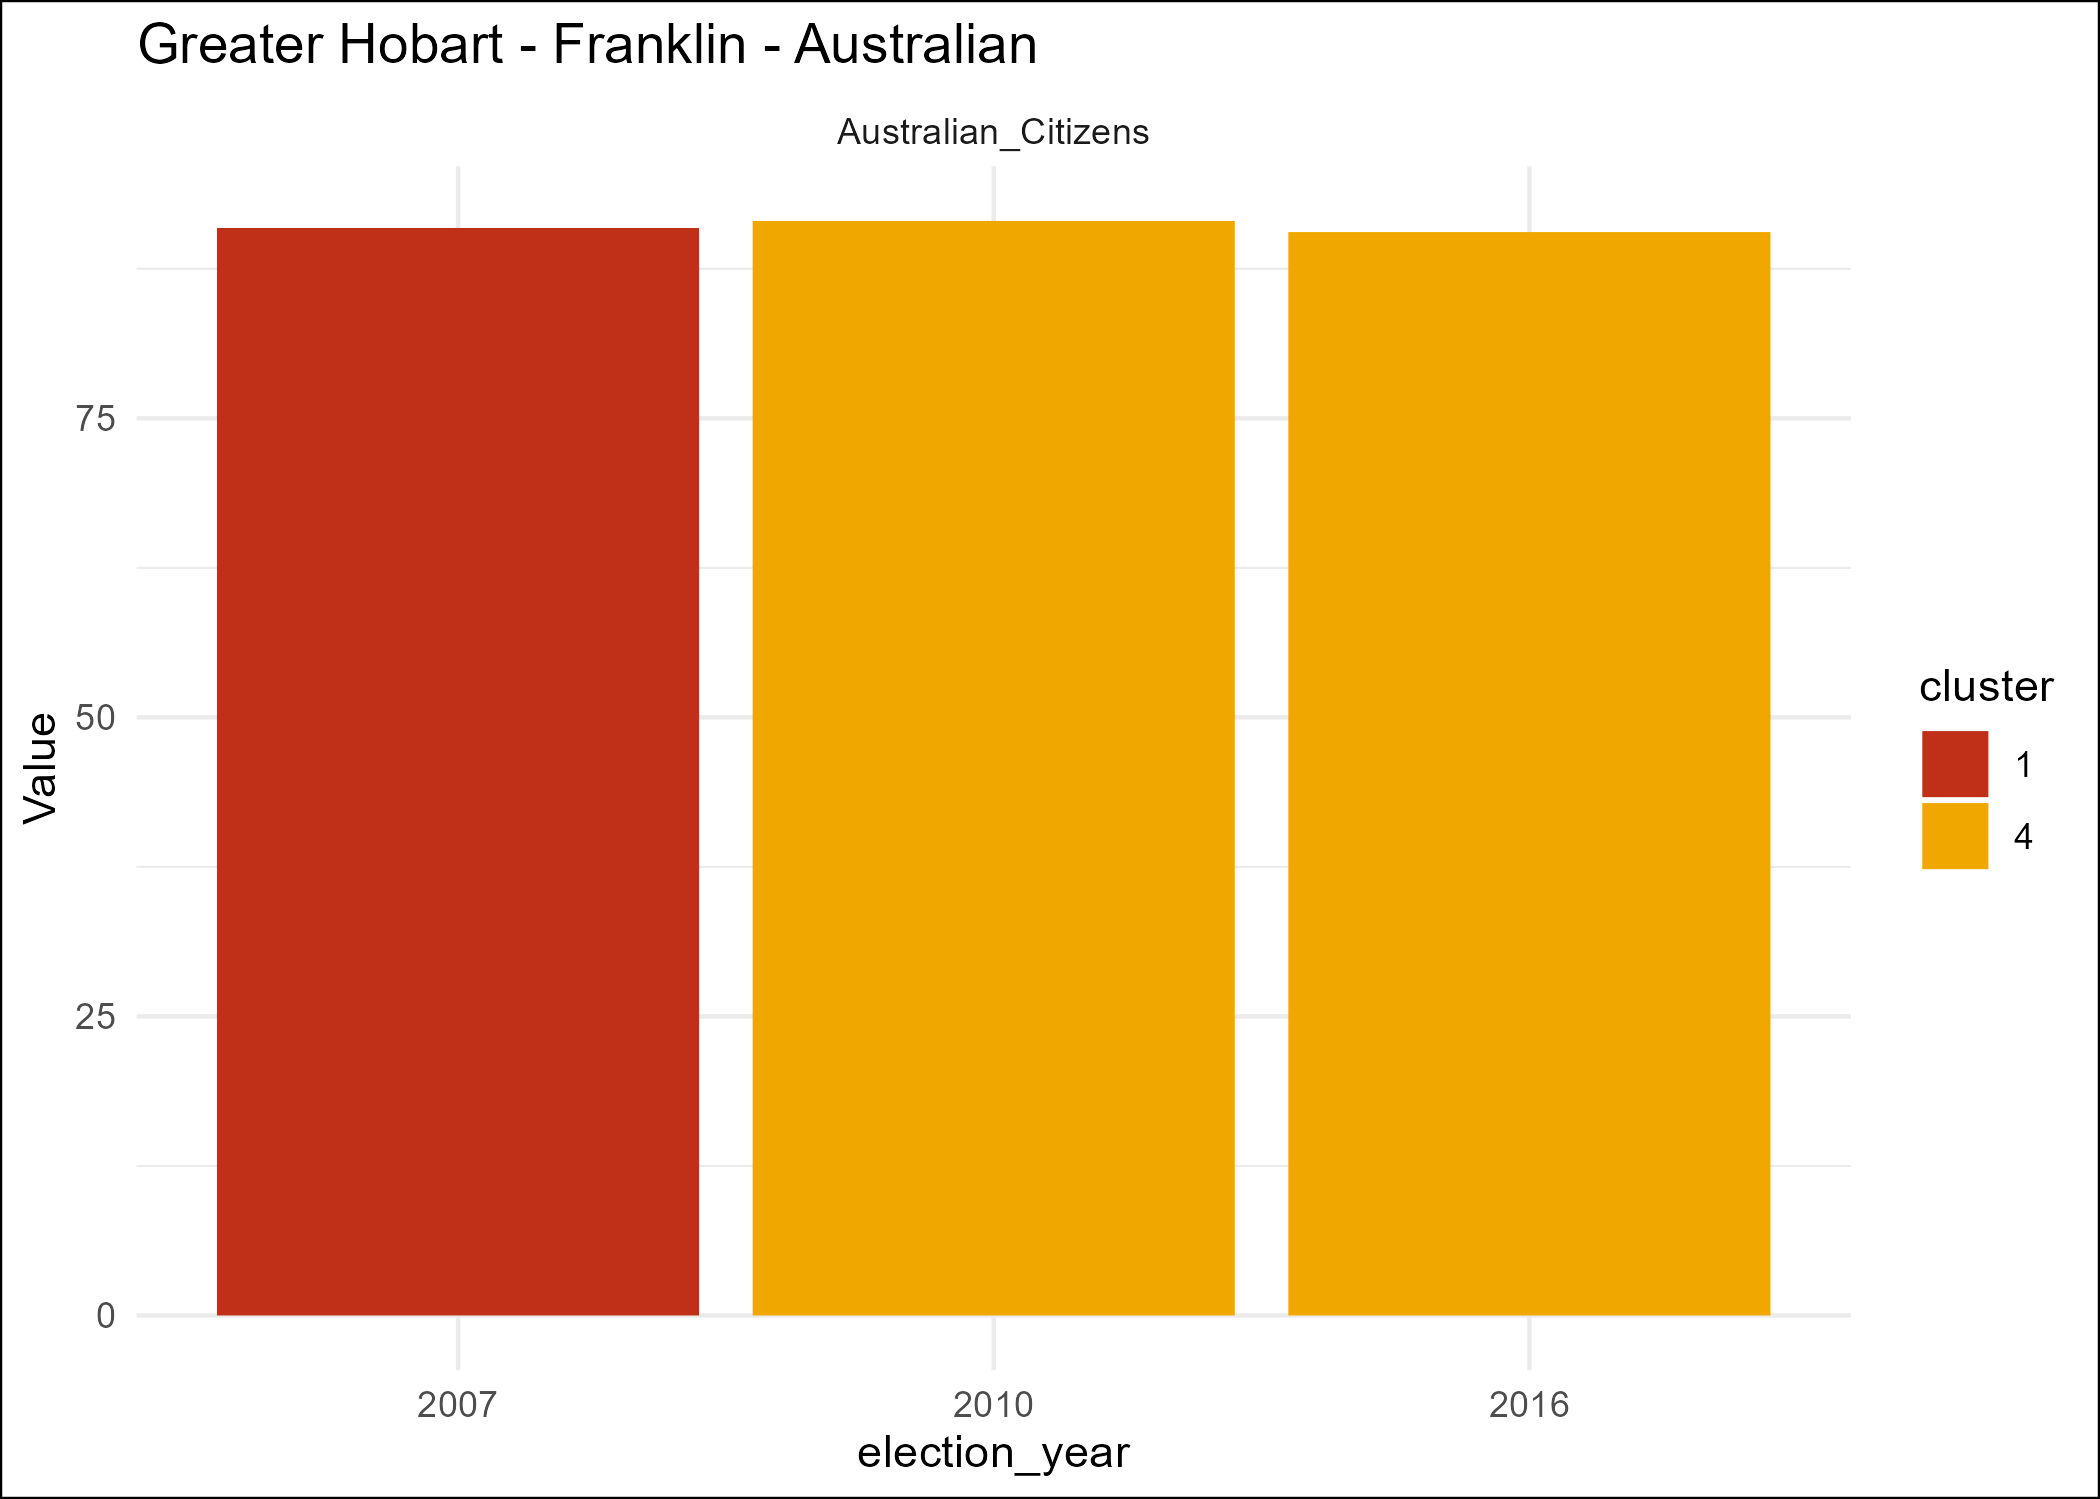 Greater Hobart - Franklin - Australian
Australian_Citizens
75
50
25
0
Value
2007 2010 2016
election_year
cluster
1
4